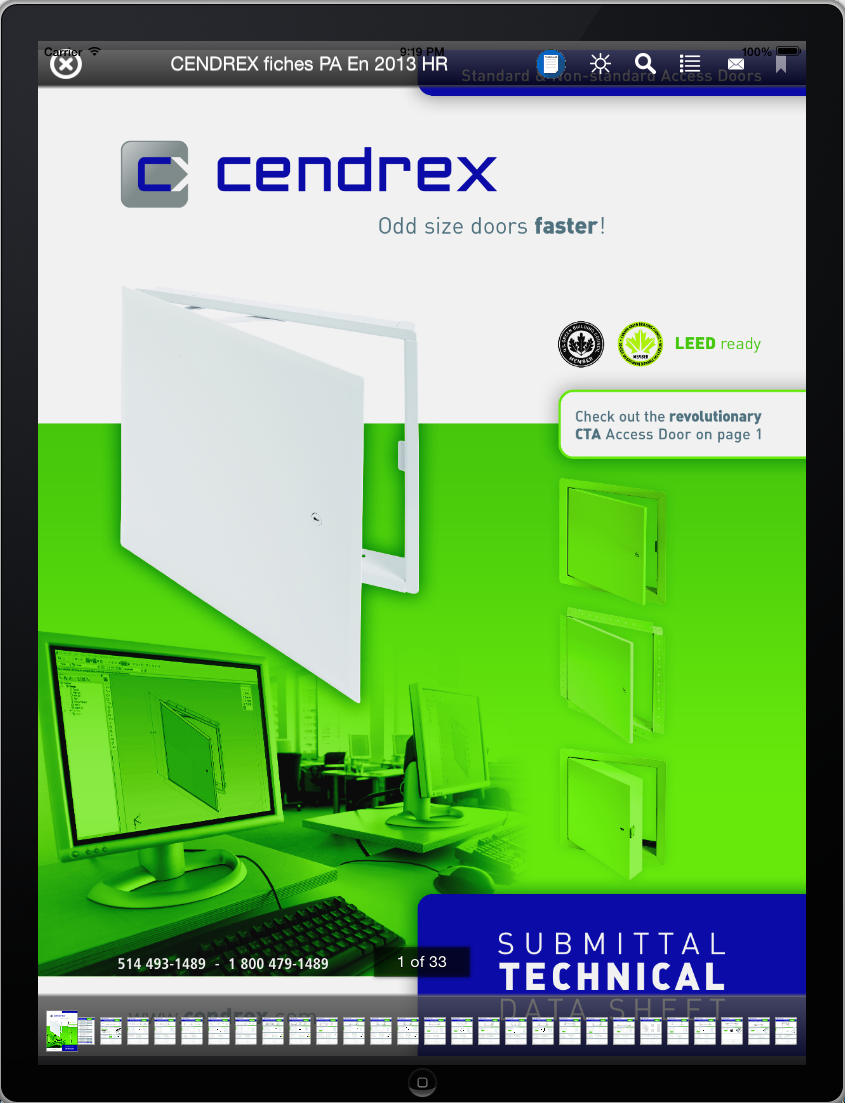 Carrier 9:19 PM 100%
CENDREX fiches PA En 2013 HR
Standard & Non-standard Access Doors
cendrex
Odd size doors faster!
MEMBER
MEMBER
LEED ready
Check out the revolutionary
CTA Access Door on page 1
514 493-1489 - 1 800 479-1489
1 of 33
SUBMITTAL
TECHNICAL
DATA SHEET
www.cendrex.com